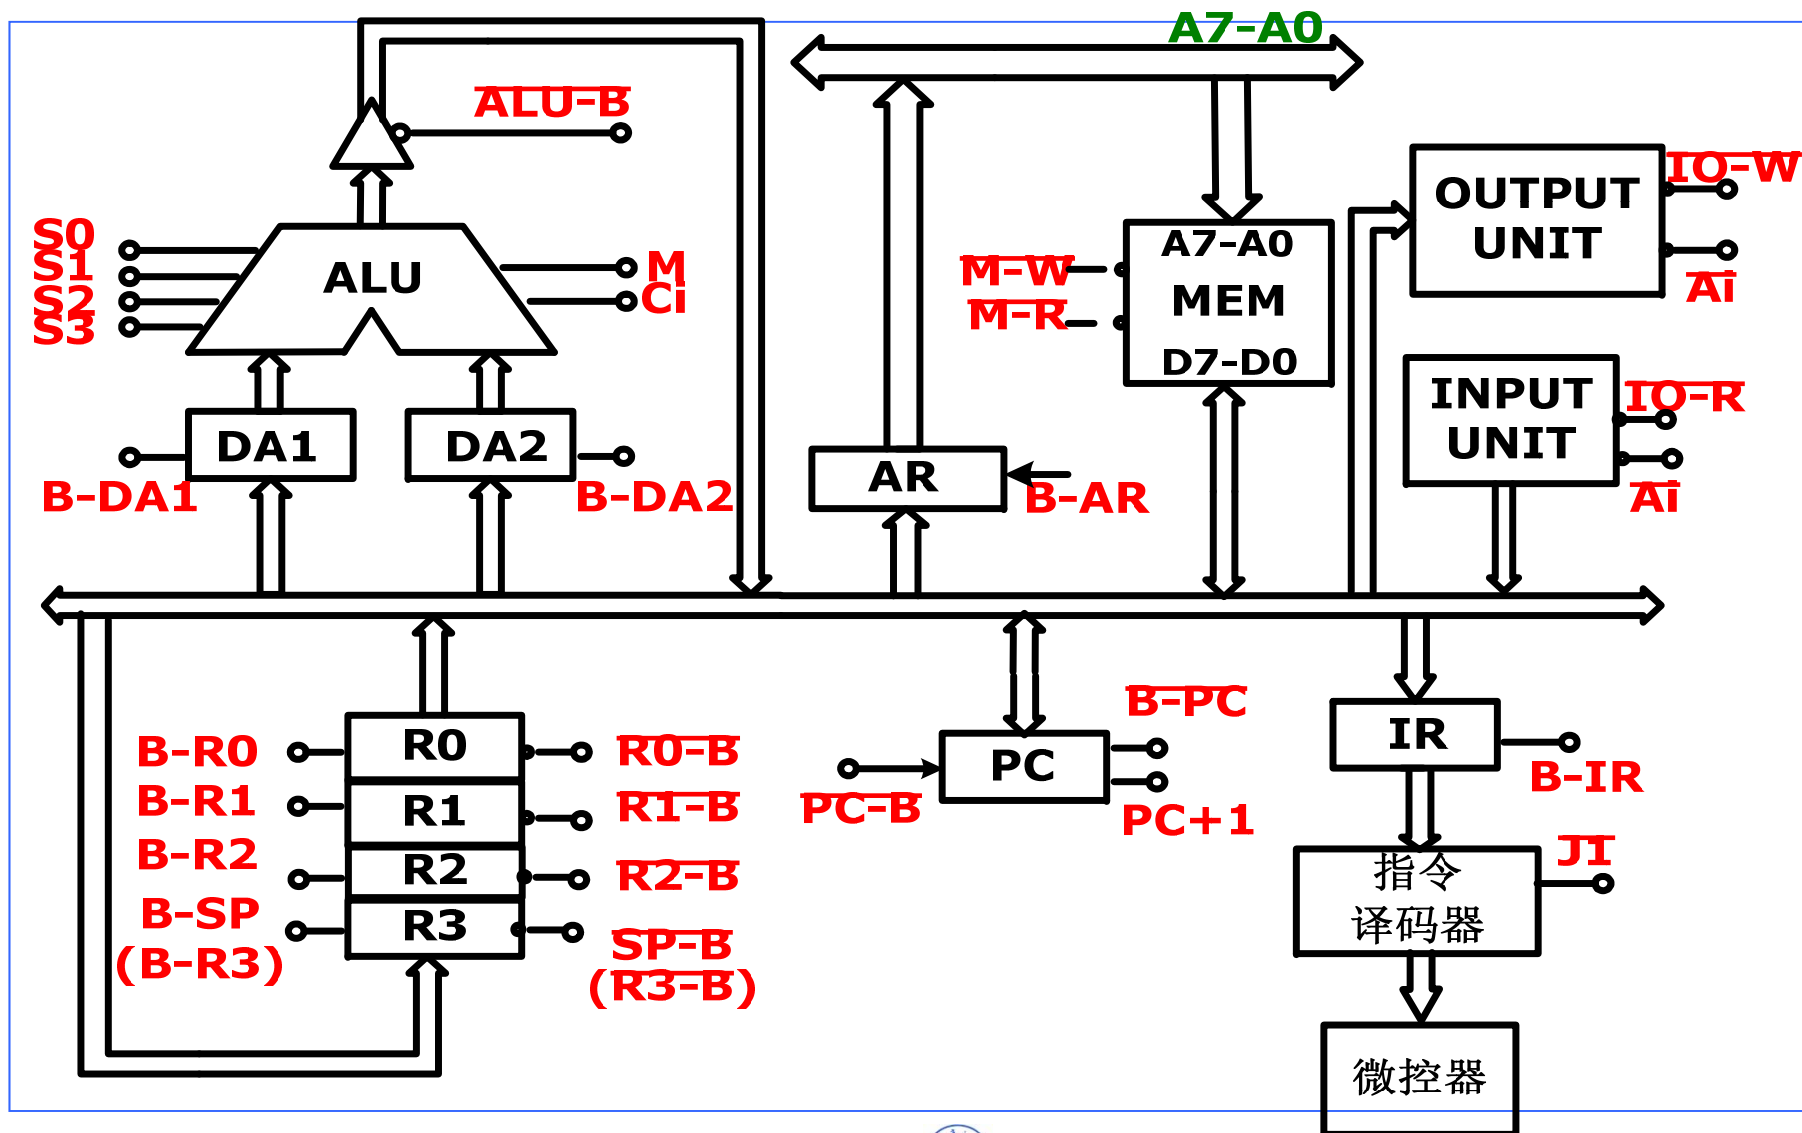 A7-A0
ALU-B
S0
S1
S2
S3
ALU
M
Ci
DA1
DA2
B-DA1
B-DA2
AR
B-AR
A7-A0
MEM
D7-D0
M-W
M-R
OUTPUT
UNIT
IO-W
Ai
INPUT
UNIT
IO-R
Ai
B-R0
B-R1
B-R2
B-SP
(B-R3)
R0
R1
R2
R3
R0-B
R1-B
R2-B
SP-B
(R3-B)
PC
PC-B
B-PC
PC+1
IR
B-IR
指令
译码器
JI
微控器